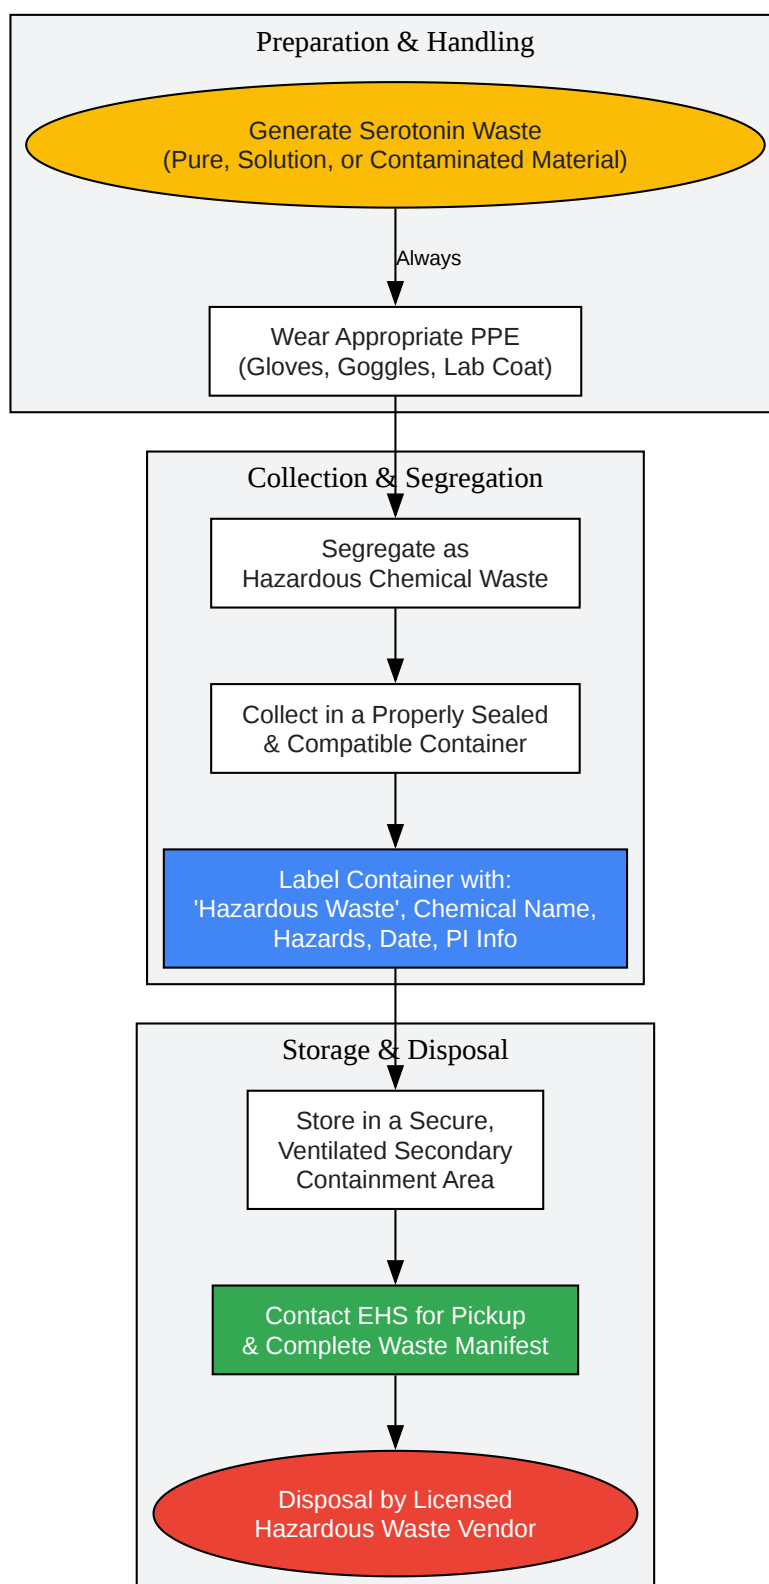 Preparation & Handling
Generate Serotonin Waste
(Pure, Solution, or Contaminated Material)
Always
Wear Appropriate PPE
(Gloves, Goggles, Lab Coat)
Collection & Segregation
Segregate as
Hazardous Chemical Waste
Collect in a Properly Sealed
& Compatible Container
Label Container with:
'Hazardous Waste', Chemical Name,
Hazards, Date, PI Info
Storage & Disposal
Store in a Secure,
Ventilated Secondary
Containment Area
Contact EHS for Pickup
& Complete Waste Manifest
Disposal by Licensed
Hazardous Waste Vendor